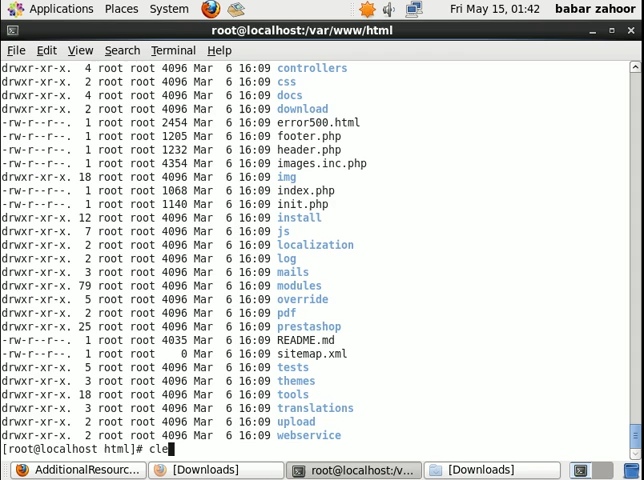 Applications Places System Fri May 15, 01:42 babar zahoor
root@localhost:/var/www/html
File Edit View Search Terminal Help
drwxr-xr-x. 4 root root 4096 Mar 6 16:09 controllers
drwxr-xr-x. 2 root root 4096 Mar 6 16:09 css
drwxr-xr-x. 4 root root 4096 Mar 6 16:09 docs
drwxr-xr-x. 2 root root 4096 Mar 6 16:09 download
-rw-r--r--. 1 root root 2454 Mar 6 16:09 error500.html
-rw-r--r--. 1 root root 1205 Mar 6 16:09 footer.php
-rw-r--r--. 1 root root 1232 Mar 6 16:09 header.php
-rw-r--r--. 1 root root 4354 Mar 6 16:09 images.inc.php
drwxr-xr-x. 18 root root 4096 Mar 6 16:09 img
-rw-r--r--. 1 root root 1068 Mar 6 16:09 index.php
-rw-r--r--. 1 root root 1140 Mar 6 16:09 init.php
drwxr-xr-x. 12 root root 4096 Mar 6 16:09 install
drwxr-xr-x. 7 root root 4096 Mar 6 16:09 js
drwxr-xr-x. 2 root root 4096 Mar 6 16:09 localization
drwxr-xr-x. 2 root root 4096 Mar 6 16:09 log
drwxr-xr-x. 3 root root 4096 Mar 6 16:09 mails
drwxr-xr-x. 79 root root 4096 Mar 6 16:09 modules
drwxr-xr-x. 5 root root 4096 Mar 6 16:09 override
drwxr-xr-x. 2 root root 4096 Mar 6 16:09 pdf
drwxr-xr-x. 25 root root 4096 Mar 6 16:09 prestashop
-rw-r--r--. 1 root root 4035 Mar 6 16:09 README.md
-rw-r--r--. 1 root root 0 Mar 6 16:09 sitemap.xml
drwxr-xr-x. 5 root root 4096 Mar 6 16:09 tests
drwxr-xr-x. 3 root root 4096 Mar 6 16:09 themes
drwxr-xr-x. 18 root root 4096 Mar 6 16:09 tools
drwxr-xr-x. 3 root root 4096 Mar 6 16:09 translations
drwxr-xr-x. 2 root root 4096 Mar 6 16:09 upload
drwxr-xr-x. 2 root root 4096 Mar 6 16:09 webservice
[root@localhost html]# cle
AdditionalResourc... [Downloads] root@localhost:/v... [Downloads]